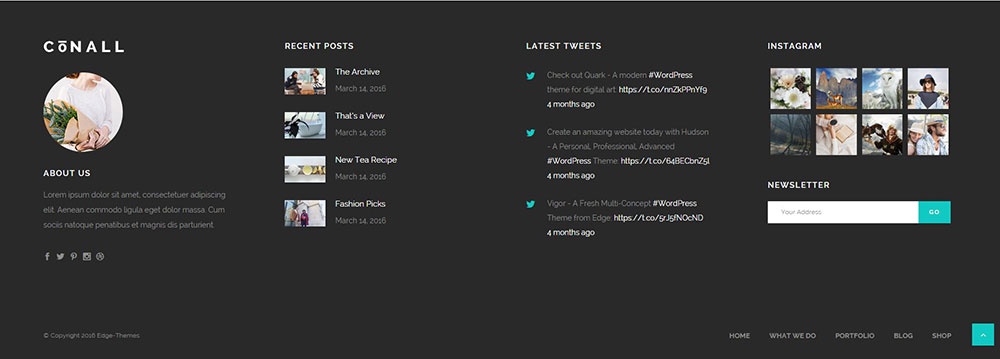 CōNALL
ABOUT US
Lorem ipsum dolor sit amet, consectetuer adipiscing
elit. Aenean commodo ligula eget dolor massa. Cum
sociis natoque penatibus et magnis dis parturient.
RECENT POSTS
The Archive
March 14, 2016
That's a View
March 14, 2016
New Tea Recipe
March 14, 2016
Fashion Picks
March 14, 2016
LATEST TWEETS
Check out Quark - A modern #WordPress
theme for digital art: https://t.co/nnZkPPnYf9
4 months ago
Create an amazing website today with Hudson
- A Personal, Professional, Advanced
#WordPress Theme: https://t.co/64BECbnZ5l
4 months ago
Vigor - A Fresh Multi-Concept #WordPress
Theme from Edge: https://t.co/5rJ5fNOcND
4 months ago
INSTAGRAM
NEWSLETTER
Your Address
GO
© Copyright 2016 Edge-Themes
HOME WHAT WE DO PORTFOLIO BLOG SHOP